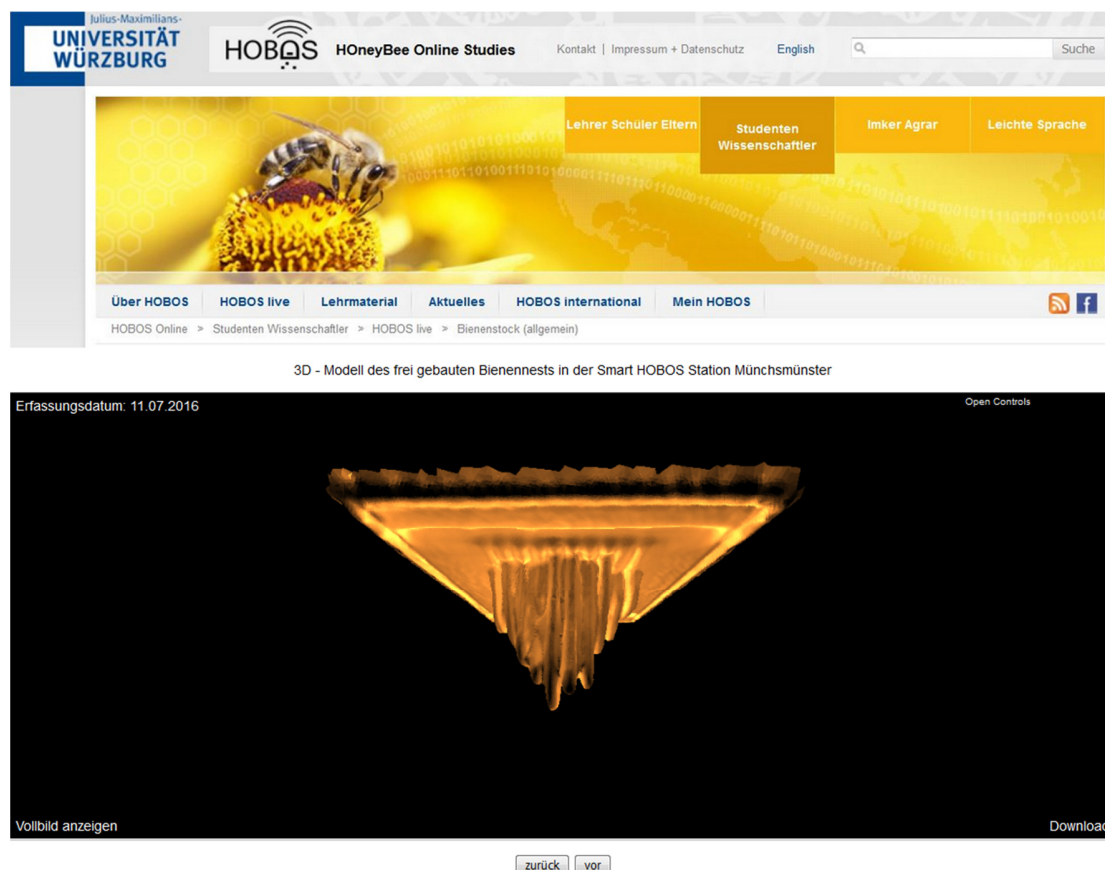 Julius-Maximilians-
UNIVERSITÄT
WÜRZBURG
HOBOS
HOneyBee Online Studies
Kontakt | Impressum + Datenschutz
English
Suche
Lehrer Schüler Eltern
Studenten
Wissenschaftler
Imker Agrar
Leichte Sprache
Über HOBOS
HOBOS live
Lehrmaterial
Aktuelles
HOBOS international
Mein HOBOS
HOBOS Online > Studenten Wissenschaftler > HOBOS live > Bienenstock (allgemein)
3D - Modell des frei gebauten Bienennests in der Smart HOBOS Station Münchsmünster
Erfassungsdatum: 11.07.2016
Open Controls
Vollbild anzeigen
Download
zurück
vor